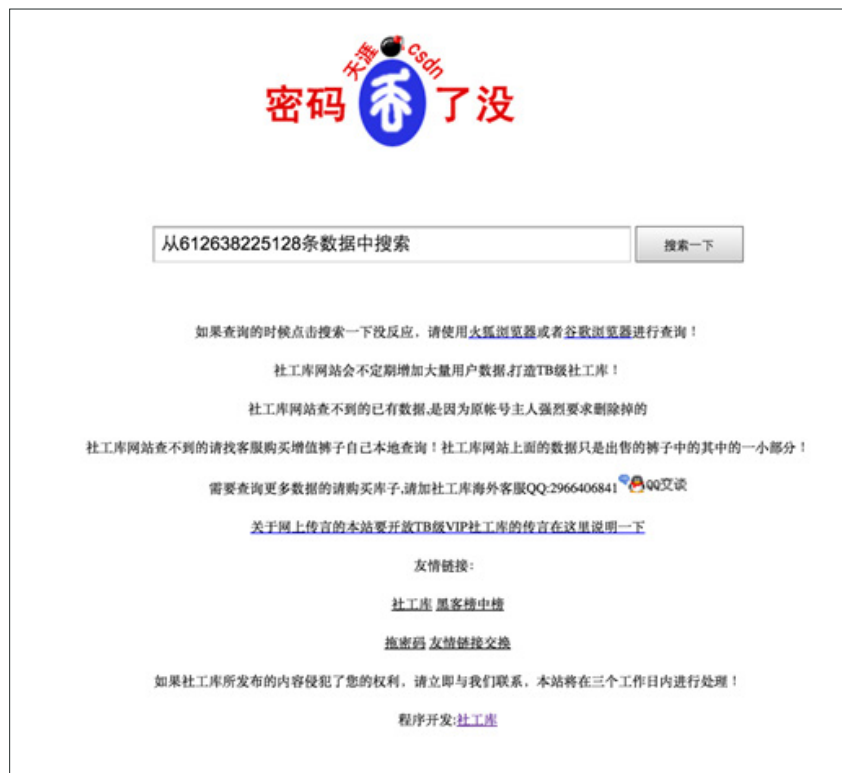 天涯 csdn
密码 了没
从612638225128条数据中搜索 搜索一下
如果查询的时候点击搜索一下没反应，请使用火狐浏览器或者谷歌浏览器进行查询！
社工库网站会不定期增加大量用户数据,打造TB级社工库！
社工库网站查不到的已有数据,是因为原帐号主人强烈要求删除掉的
社工库网站查不到的请找客服购买增值裤子自己本地查询！社工库网站上面的数据只是出售的裤子中的其中的一小部分！
需要查询更多数据的请购买库子,请加社工库海外客服QQ:2966406841 QQ交谈
关于网上传言的本站要开放TB级VIP社工库的传言在这里说明一下
友情链接:
社工库 黑客榜中榜
拖密码 友情链接交换
如果社工库所发布的内容侵犯了您的权利，请立即与我们联系，本站将在三个工作日内进行处理！
程序开发:社工库